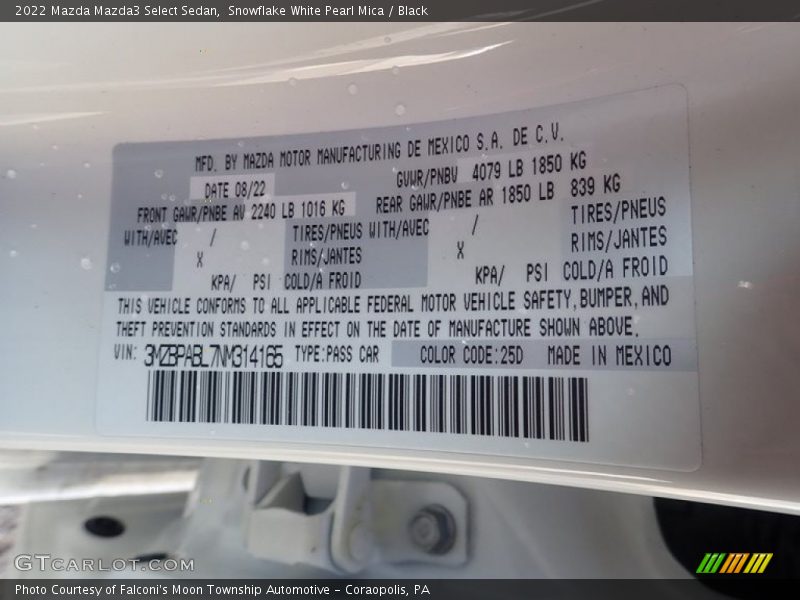 2022 Mazda Mazda3 Select Sedan, Snowflake White Pearl Mica / Black
MFD. BY MAZDA MOTOR MANUFACTURING DE MEXICO S.A. DE C.V.
DATE 08/22 GVWR/PNBV 4079 LB 1850 KG
FRONT GAWR/PNBE AV 2240 LB 1016 KG REAR GAWR/PNBE AR 1850 LB 839 KG
WITH/AVEC / TIRES/PNEUS WITH/AVEC / TIRES/PNEUS
X RIMS/JANTES X RIMS/JANTES
KPA/ PSI COLD/A FROID KPA/ PSI COLD/A FROID
THIS VEHICLE CONFORMS TO ALL APPLICABLE FEDERAL MOTOR VEHICLE SAFETY, BUMPER, AND
THEFT PREVENTION STANDARDS IN EFFECT ON THE DATE OF MANUFACTURE SHOWN ABOVE.
VIN: 3MZBPABL7NM314165 TYPE:PASS CAR COLOR CODE:25D MADE IN MEXICO
GTCARLOT.COM
Photo Courtesy of Falconi's Moon Township Automotive - Coraopolis, PA